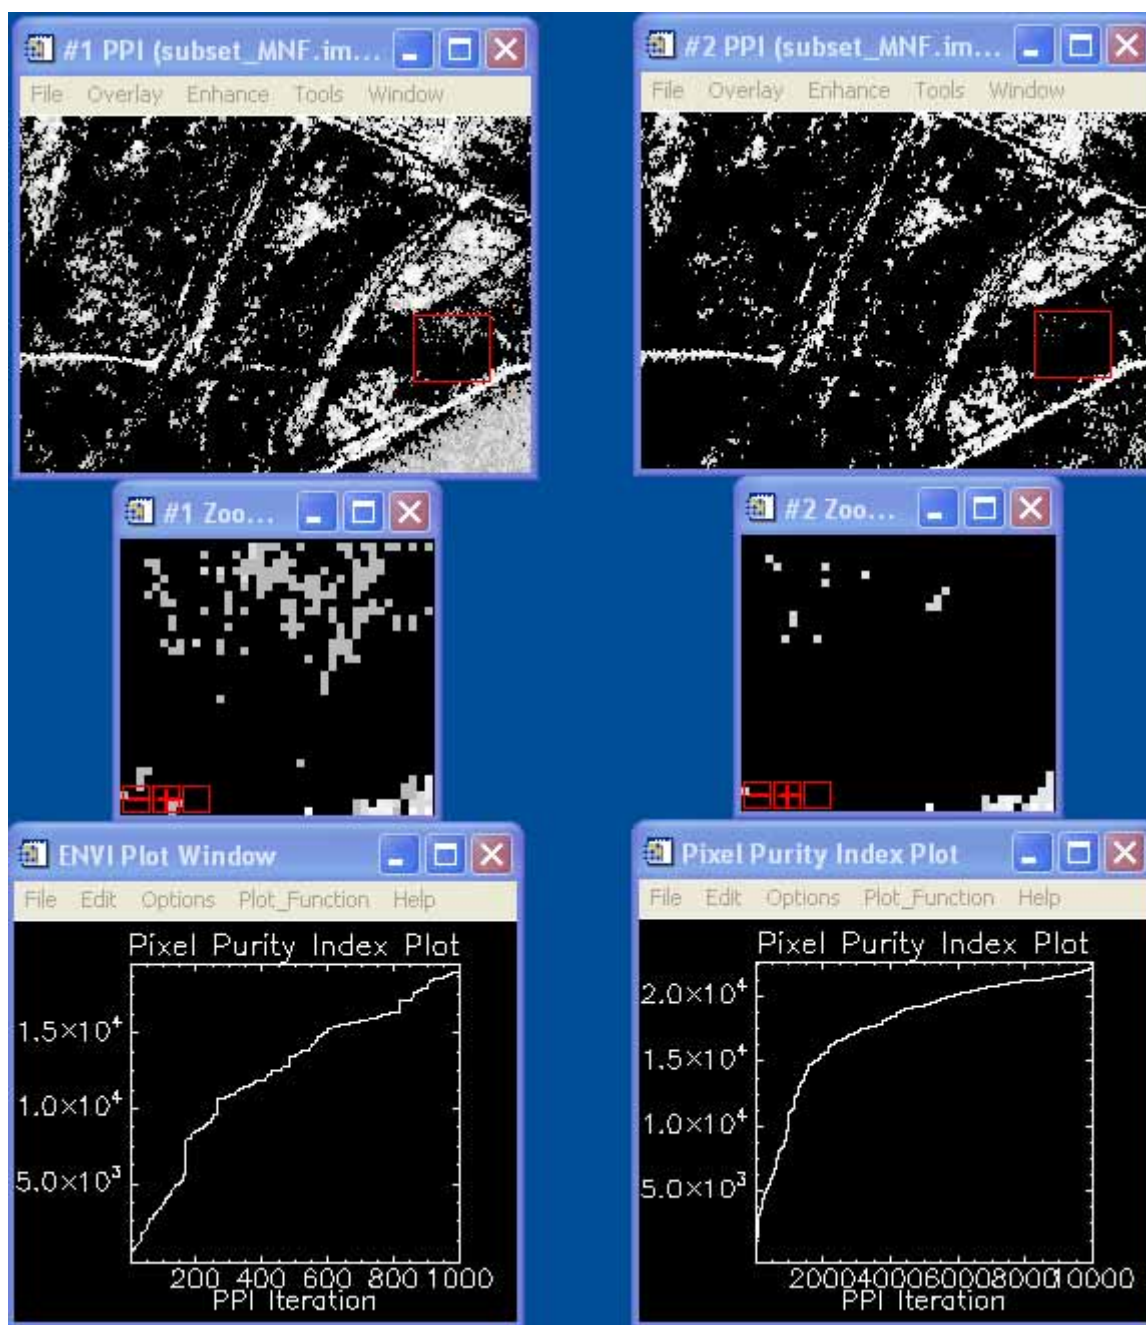 #1 PPI (subset_MNF.im...
File Overlay Enhance Tools Window
#2 PPI (subset_MNF.im...
File Overlay Enhance Tools Window
#1 Zoo...
#2 Zoo...
ENVI Plot Window
File Edit Options Plot_Function Help
Pixel Purity Index Plot
1.5×10⁴
1.0×10⁴
5.0×10³
200 400 600 800 1000
PPI Iteration
Pixel Purity Index Plot
File Edit Options Plot_Function Help
Pixel Purity Index Plot
2.0×10⁴
1.5×10⁴
1.0×10⁴
5.0×10³
2000 4000 6000 8000 10000
PPI Iteration